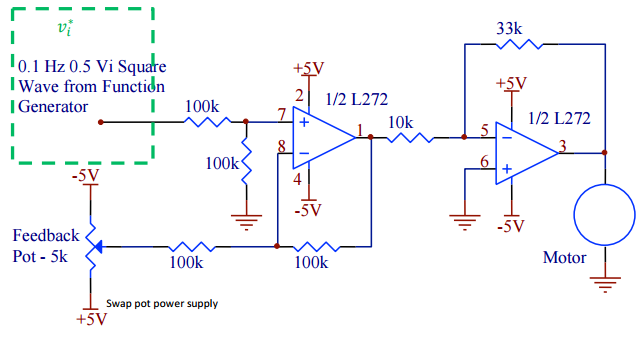 v_i^*
0.1 Hz 0.5 Vi Square
Wave from Function
Generator
100k
100k
+5V
2
1/2 L272
7
+
1
8
−
4
-5V
10k
33k
+5V
1/2 L272
5
−
3
6
+
-5V
Motor
-5V
Feedback
Pot - 5k
100k
100k
Swap pot power supply
+5V